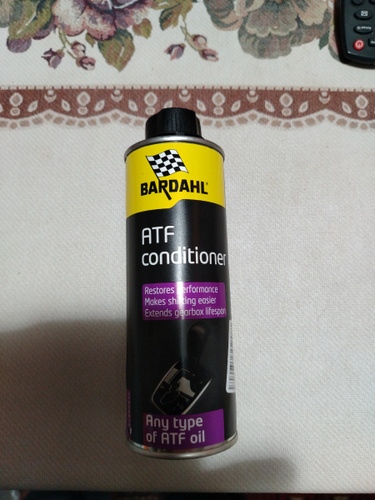 BARDAHL
ATF
conditioner
Restores performance
Makes shifting easier
Extends gearbox lifespan
Any type
of ATF oil